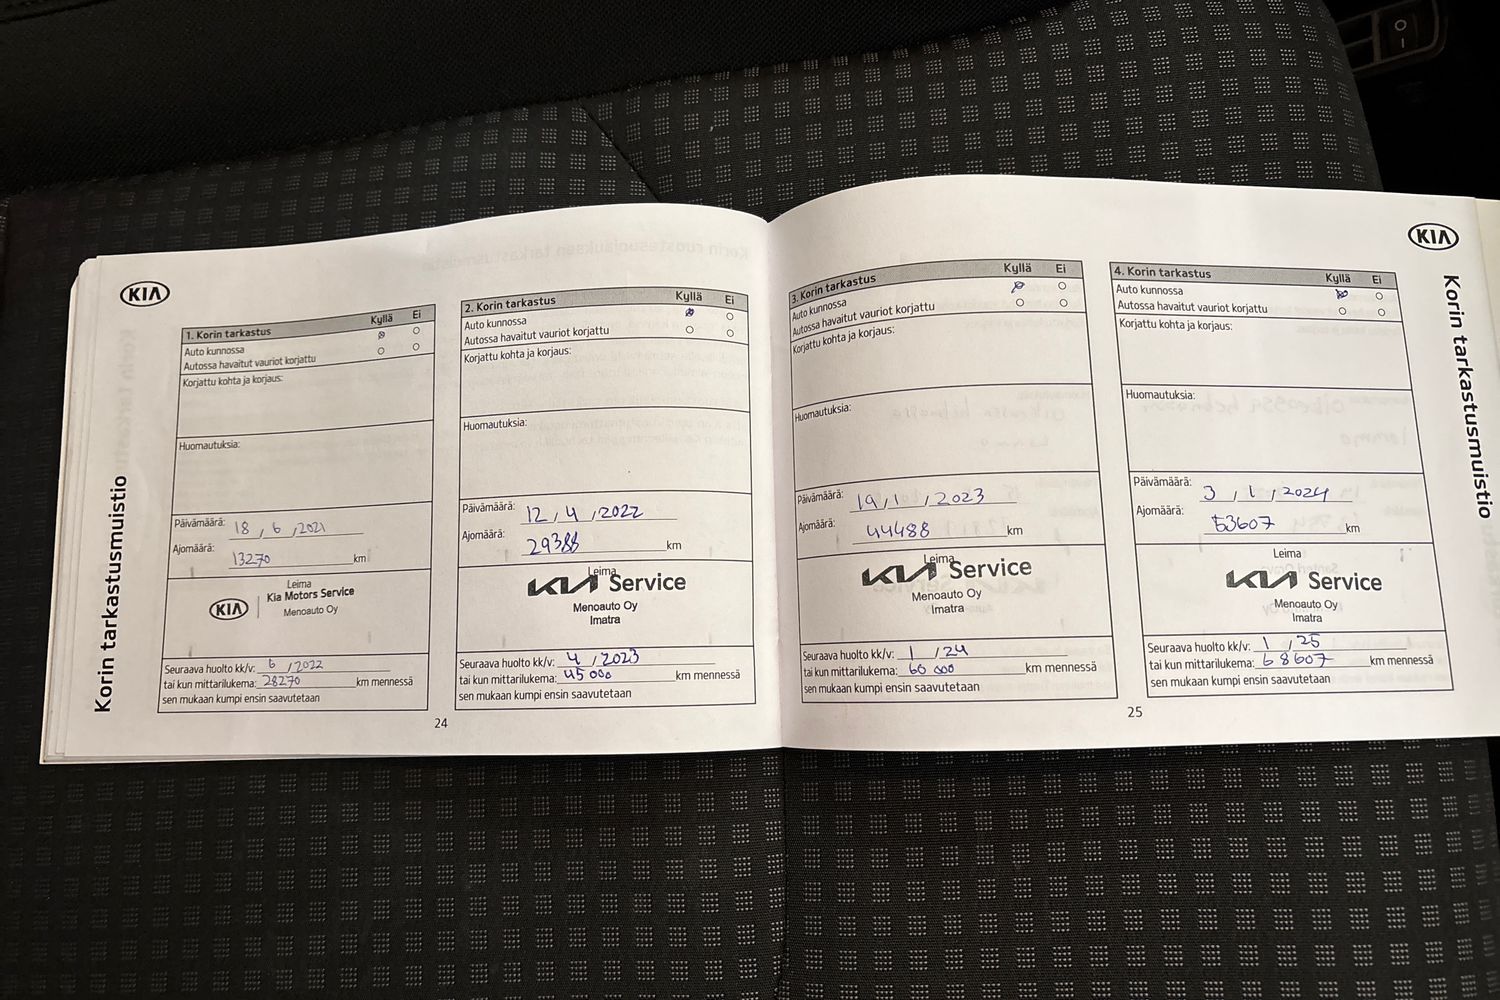 KIA
Korin tarkastusmuistio
1. Korin tarkastus Kyllä Ei
Auto kunnossa
Autossa havaitut vauriot korjattu
Korjattu kohta ja korjaus:
Huomautuksia:
Päivämäärä: 18 , 6 , 2021
Ajomäärä: 13270 km
Leima
KIA Kia Motors Service
Menoauto Oy
Seuraava huolto kk/v: 6 / 2022
tai kun mittarilukema: 28270 km mennessä
sen mukaan kumpi ensin saavutetaan
2. Korin tarkastus Kyllä Ei
Auto kunnossa
Autossa havaitut vauriot korjattu
Korjattu kohta ja korjaus:
Huomautuksia:
Päivämäärä: 12 , 4 , 2022
Ajomäärä: 29388 km
Leima
KIA Service
Menoauto Oy
Imatra
Seuraava huolto kk/v: 4 / 2023
tai kun mittarilukema: 45000 km mennessä
sen mukaan kumpi ensin saavutetaan
24
3. Korin tarkastus Kyllä Ei
Auto kunnossa
Autossa havaitut vauriot korjattu
Korjattu kohta ja korjaus:
Huomautuksia:
Päivämäärä: 19 , 1 , 2023
Ajomäärä: 44488 km
Leima
KIA Service
Menoauto Oy
Imatra
Seuraava huolto kk/v: 1 / 24
tai kun mittarilukema: 60 000 km mennessä
sen mukaan kumpi ensin saavutetaan
4. Korin tarkastus Kyllä Ei
Auto kunnossa
Autossa havaitut vauriot korjattu
Korjattu kohta ja korjaus:
Huomautuksia:
Päivämäärä: 3 , 1 , 2024
Ajomäärä: 53607 km
Leima
KIA Service
Menoauto Oy
Imatra
Seuraava huolto kk/v: 1 / 25
tai kun mittarilukema: 68607 km mennessä
sen mukaan kumpi ensin saavutetaan
25
KIA
Korin tarkastusmuistio